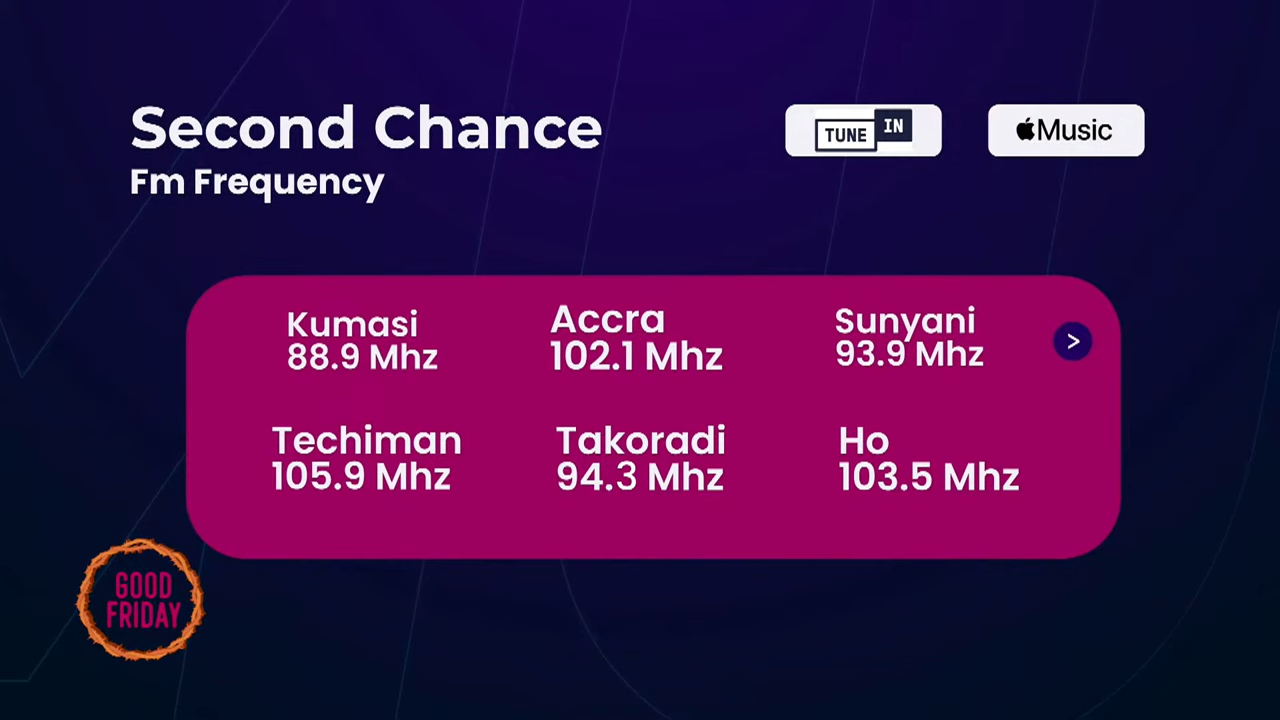 Second Chance
Fm Frequency
TUNE IN
Music
Kumasi
88.9 Mhz
Accra
102.1 Mhz
Sunyani
93.9 Mhz
>
Techiman
105.9 Mhz
Takoradi
94.3 Mhz
Ho
103.5 Mhz
GOOD
FRIDAY